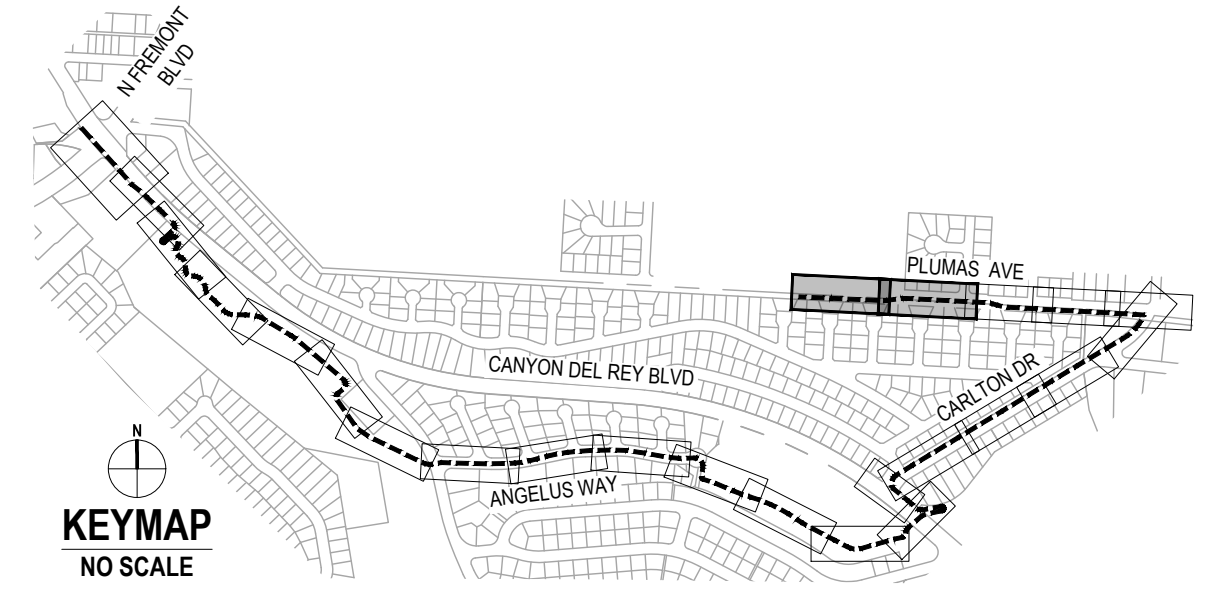 N FREMONT
BLVD
PLUMAS AVE
CANYON DEL REY BLVD
CARLTON DR
ANGELUS WAY
N
KEYMAP
NO SCALE